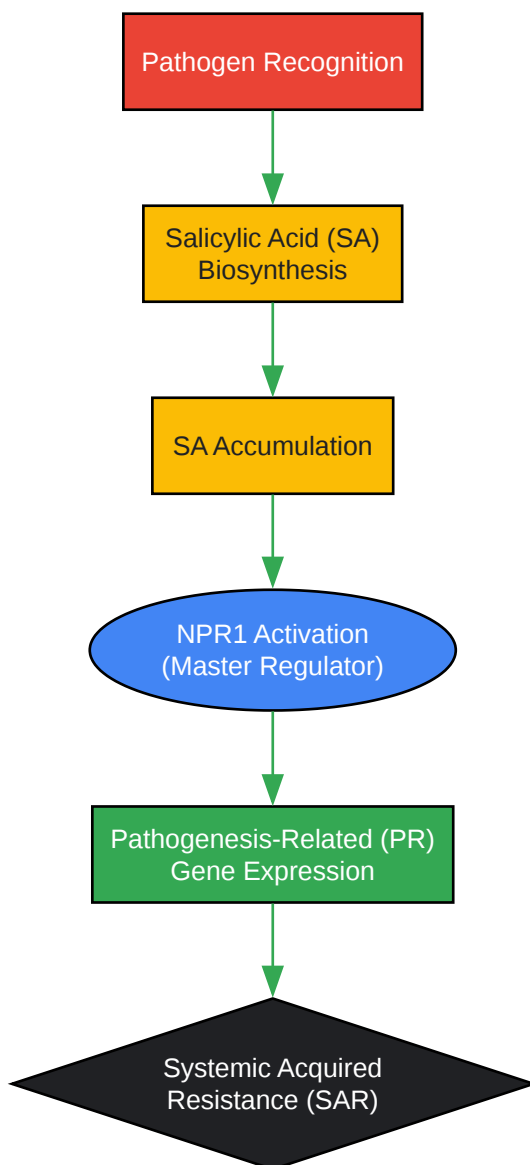 Pathogen Recognition
Salicylic Acid (SA)
Biosynthesis
SA Accumulation
NPR1 Activation
(Master Regulator)
Pathogenesis-Related (PR)
Gene Expression
Systemic Acquired
Resistance (SAR)